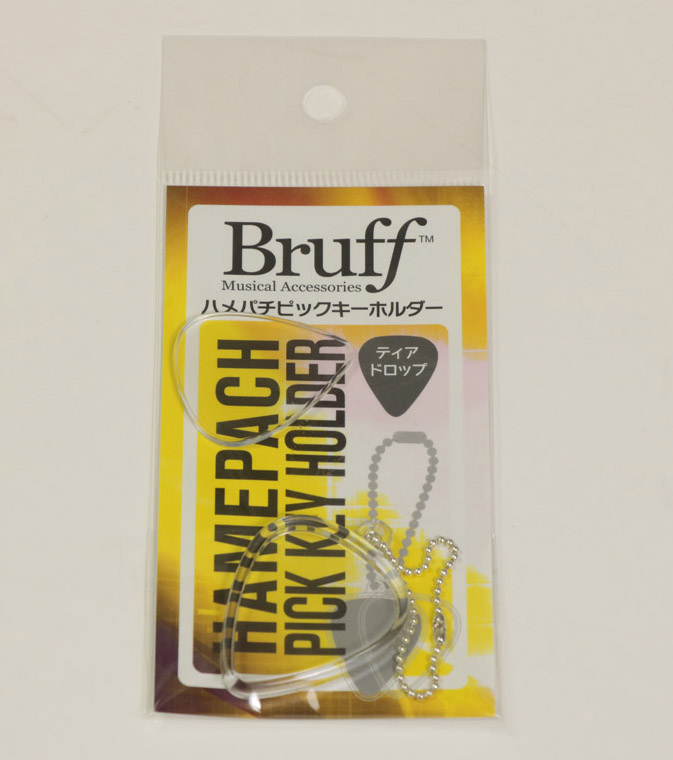 Bruff™
Musical Accessories
ハメパチピックキーホルダー
HAMEPACH
PICK KEY HOLDER
ティア
ドロップ